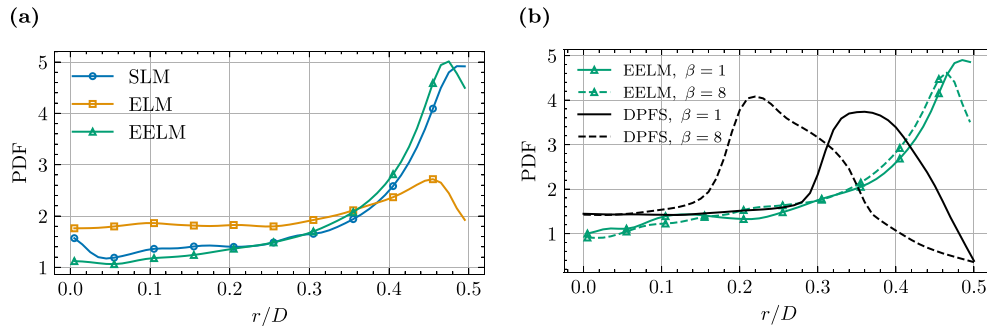 (a)
5
4
3
2
1
PDF
SLM
ELM
EELM
0.0 0.1 0.2 0.3 0.4 0.5
r/D
(b)
5
4
3
2
1
PDF
EELM, β = 1
EELM, β = 8
DPFS, β = 1
DPFS, β = 8
0.0 0.1 0.2 0.3 0.4 0.5
r/D